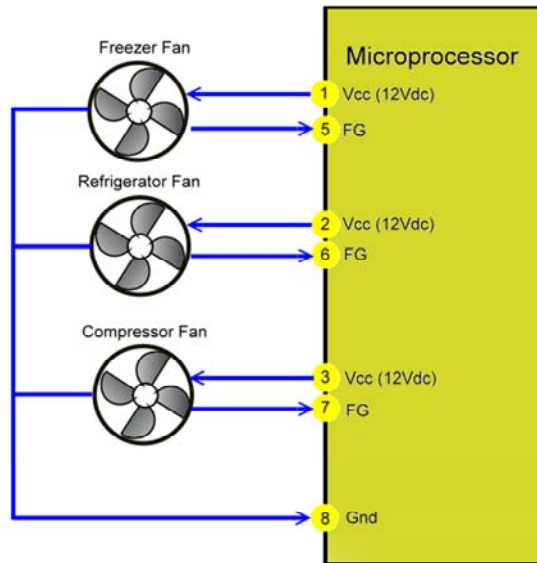 Freezer Fan
Microprocessor
1 Vcc (12Vdc)
5 FG
Refrigerator Fan
2 Vcc (12Vdc)
6 FG
Compressor Fan
3 Vcc (12Vdc)
7 FG
8 Gnd